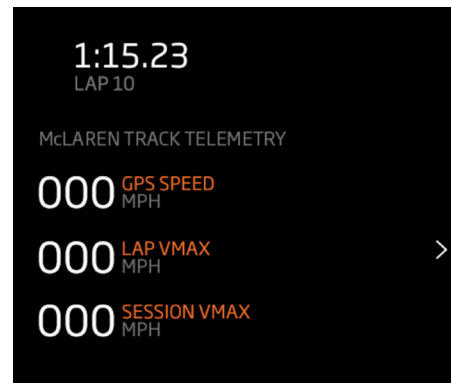 1:15.23
LAP 10
McLAREN TRACK TELEMETRY
000 GPS SPEED
MPH
000 LAP VMAX
MPH
000 SESSION VMAX
MPH